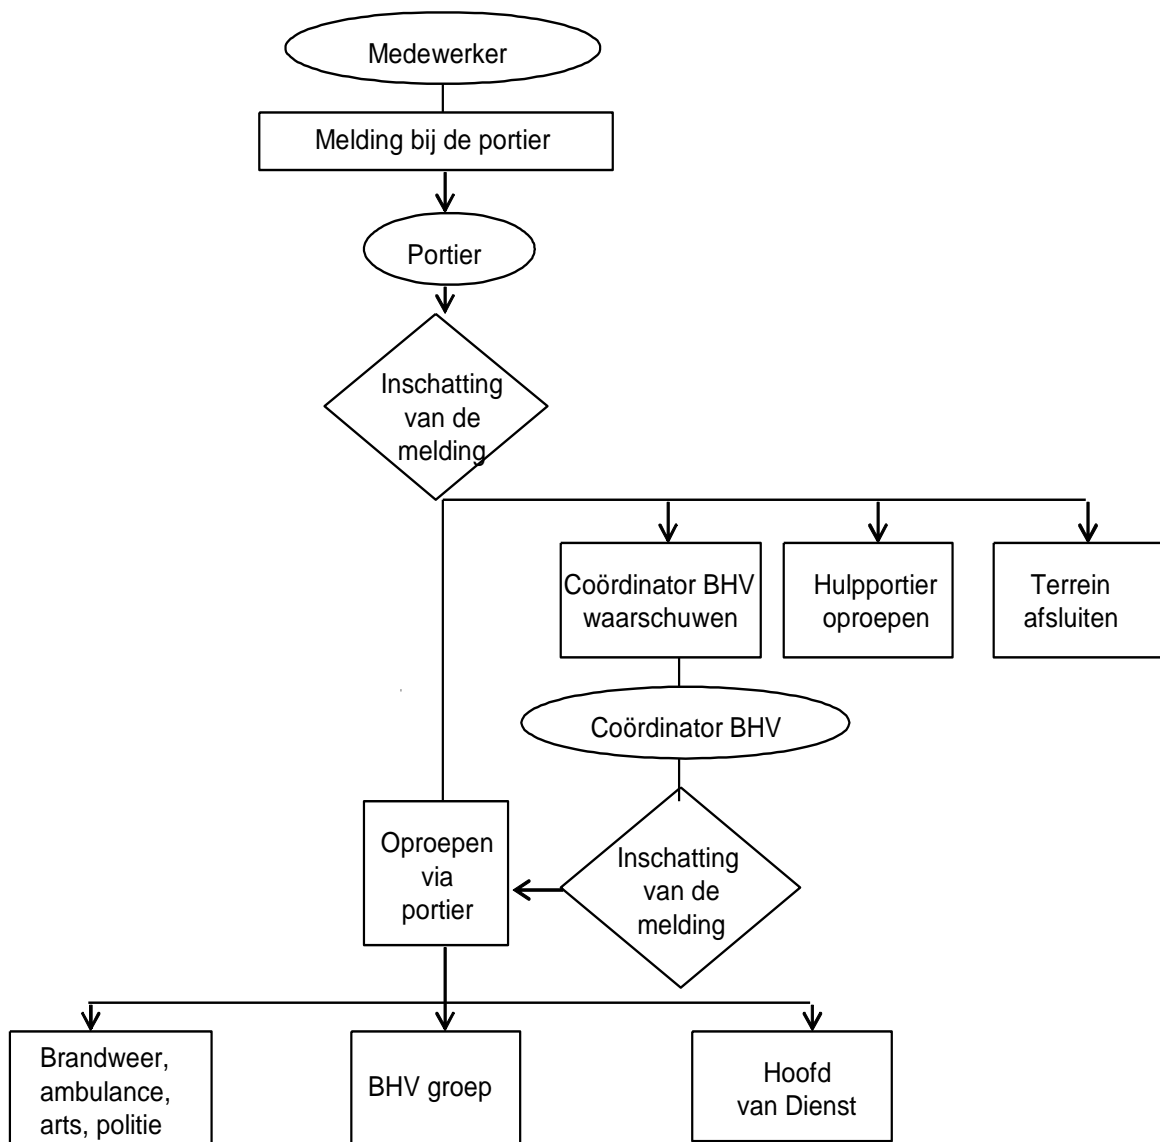 Medewerker
Melding bij de portier
Portier
Inschatting
van de
melding
Coördinator BHV
waarschuwen
Hulpportier
oproepen
Terrein
afsluiten
Coördinator BHV
Oproepen
via
portier
Inschatting
van de
melding
Brandweer,
ambulance,
arts, politie
BHV groep
Hoofd
van Dienst